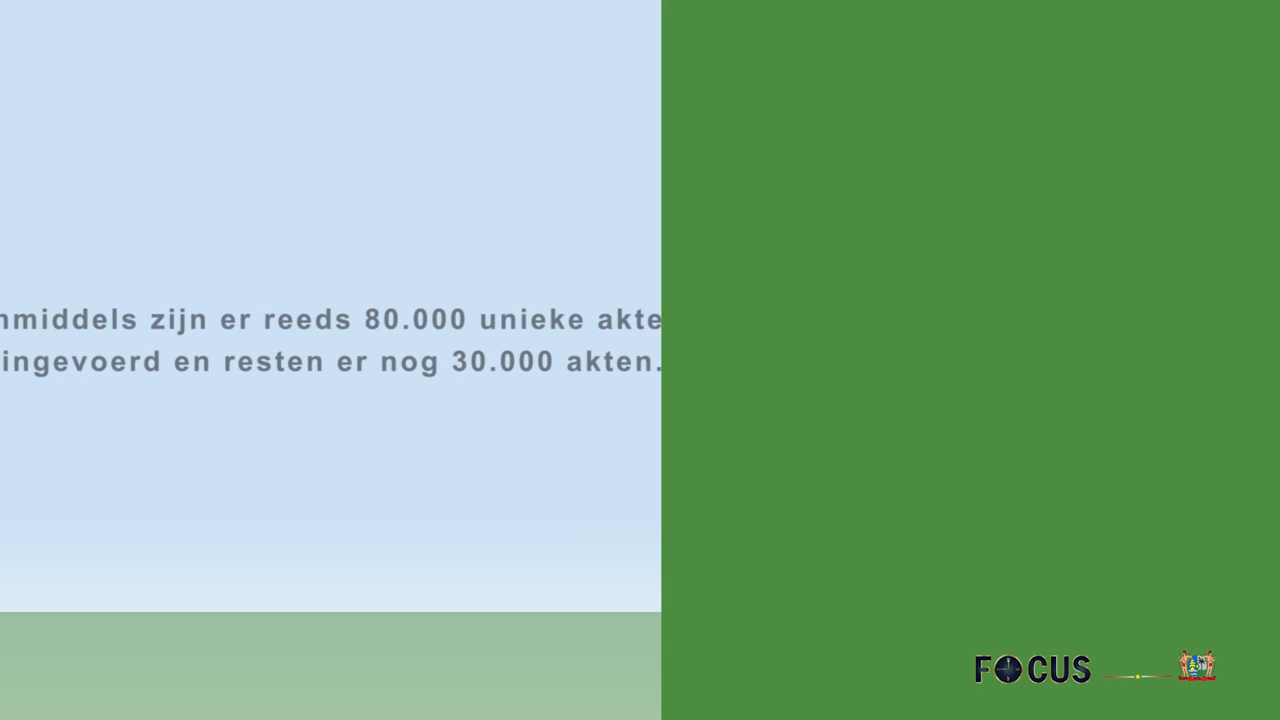 nmiddels zijn er reeds 80.000 unieke akte
ingevoerd en resten er nog 30.000 akten.
FOCUS